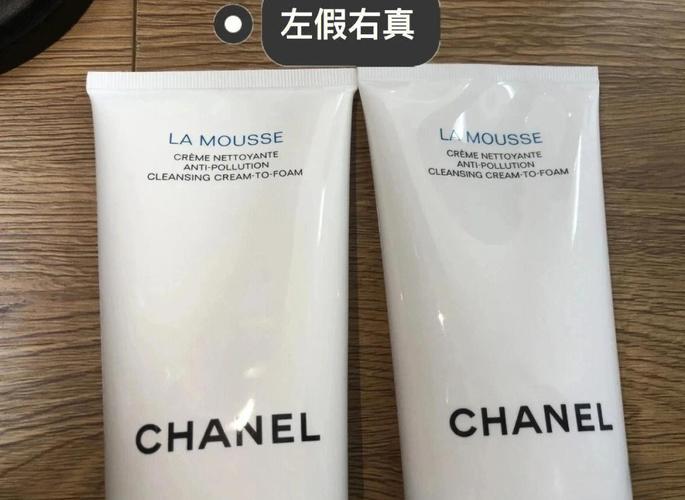 左假右真
LA MOUSSE
CRÈME NETTOYANTE
ANTI-POLLUTION
CLEANSING CREAM-TO-FOAM
CHANEL
LA MOUSSE
CRÈME NETTOYANTE
ANTI-POLLUTION
CLEANSING CREAM-TO-FOAM
CHANEL